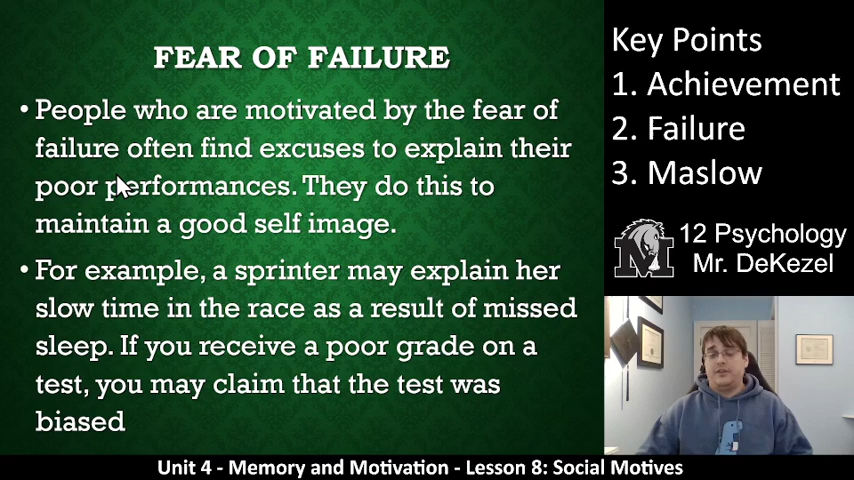 FEAR OF FAILURE
• People who are motivated by the fear of
failure often find excuses to explain their
poor performances. They do this to
maintain a good self image.
• For example, a sprinter may explain her
slow time in the race as a result of missed
sleep. If you receive a poor grade on a
test, you may claim that the test was
biased
Key Points
1. Achievement
2. Failure
3. Maslow
M
12 Psychology
Mr. DeKezel
Unit 4 - Memory and Motivation - Lesson 8: Social Motives